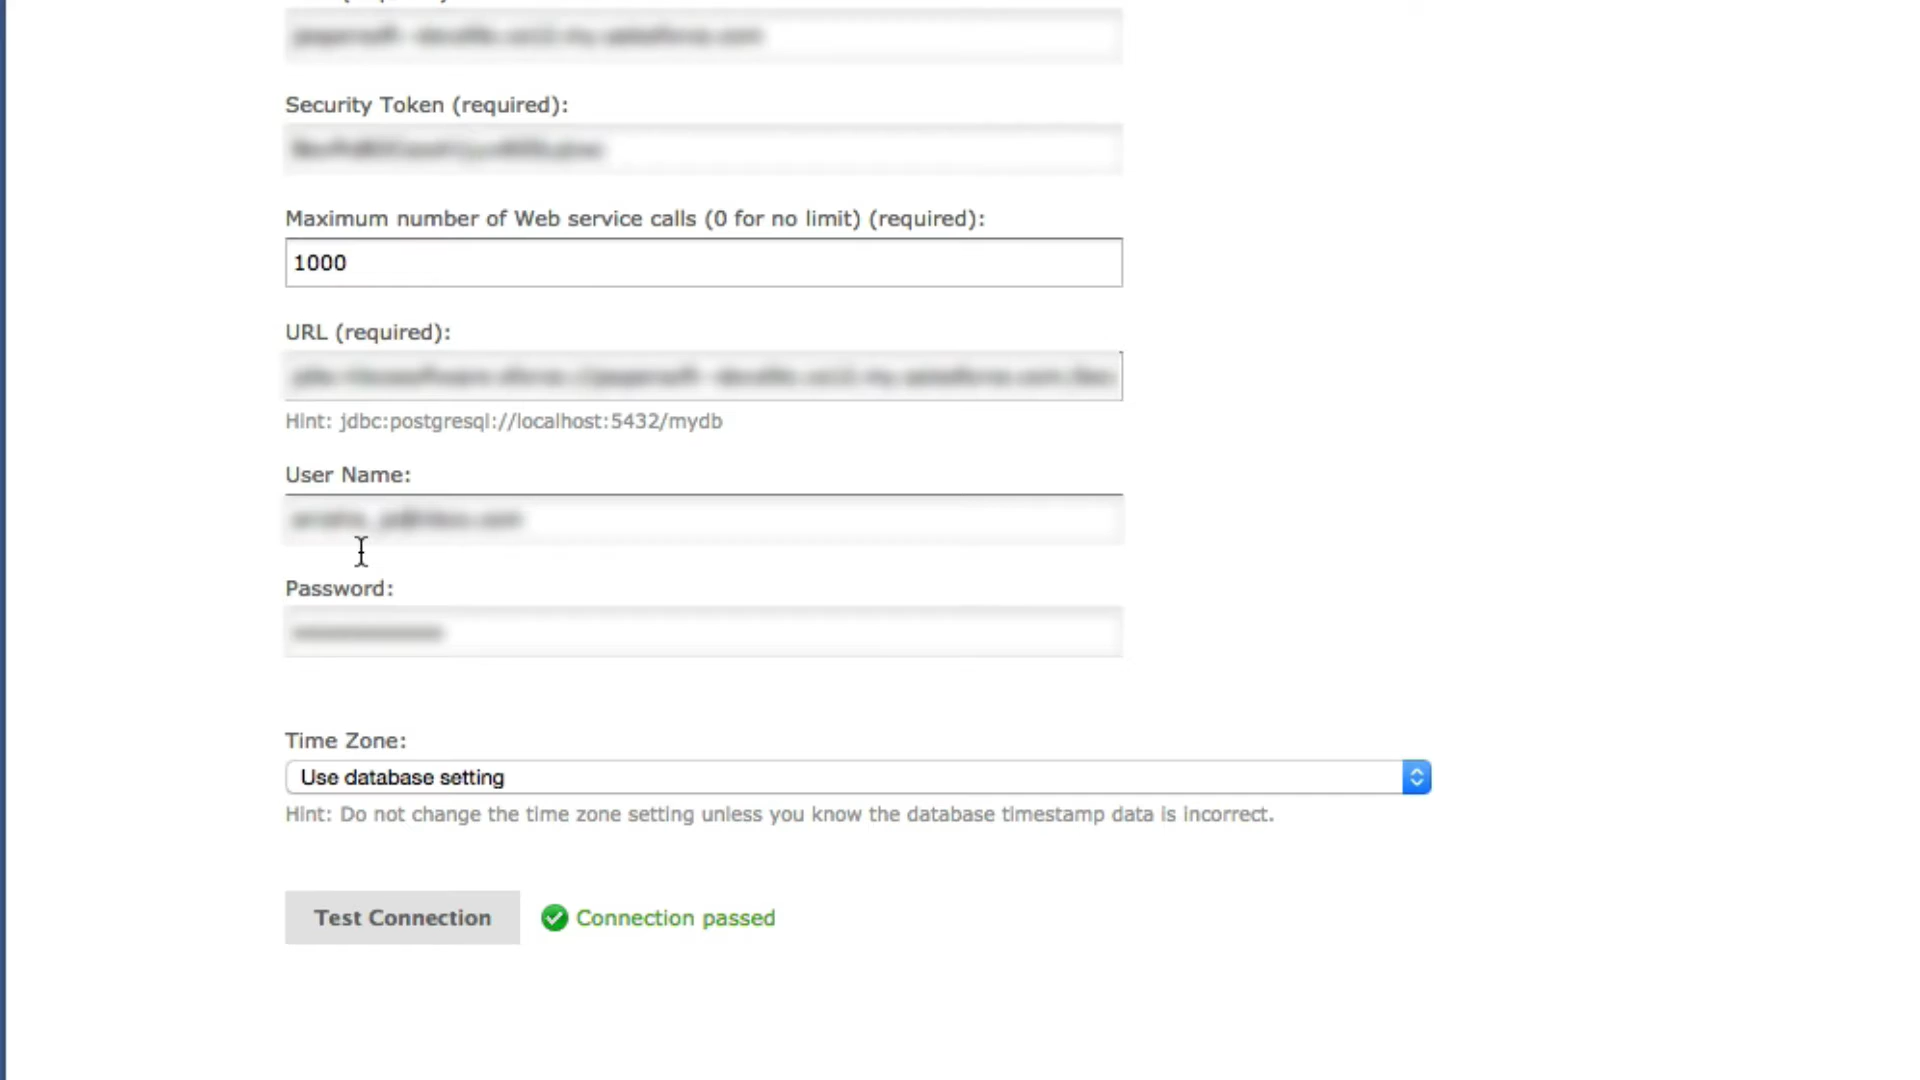 Security Token (required):
Maximum number of Web service calls (0 for no limit) (required):
1000
URL (required):
Hint: jdbc:postgresql://localhost:5432/mydb
User Name:
Password:
Time Zone:
Use database setting
Hint: Do not change the time zone setting unless you know the database timestamp data is incorrect.
Test Connection
Connection passed